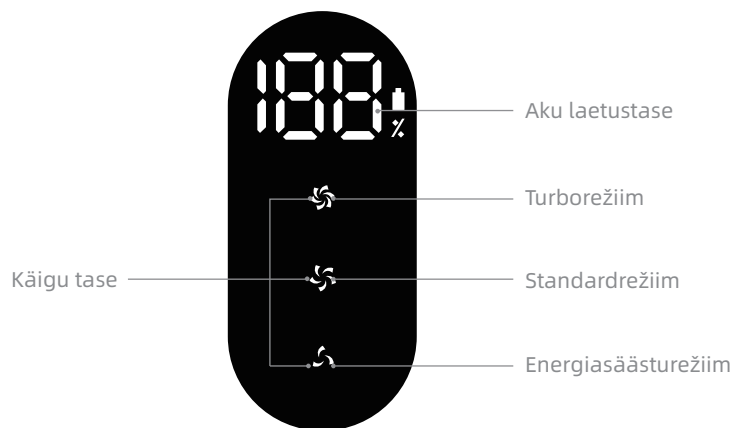 188
%
Aku laetustase
Turborežiim
Käigu tase
Standardrežiim
Energiasäästurežiim